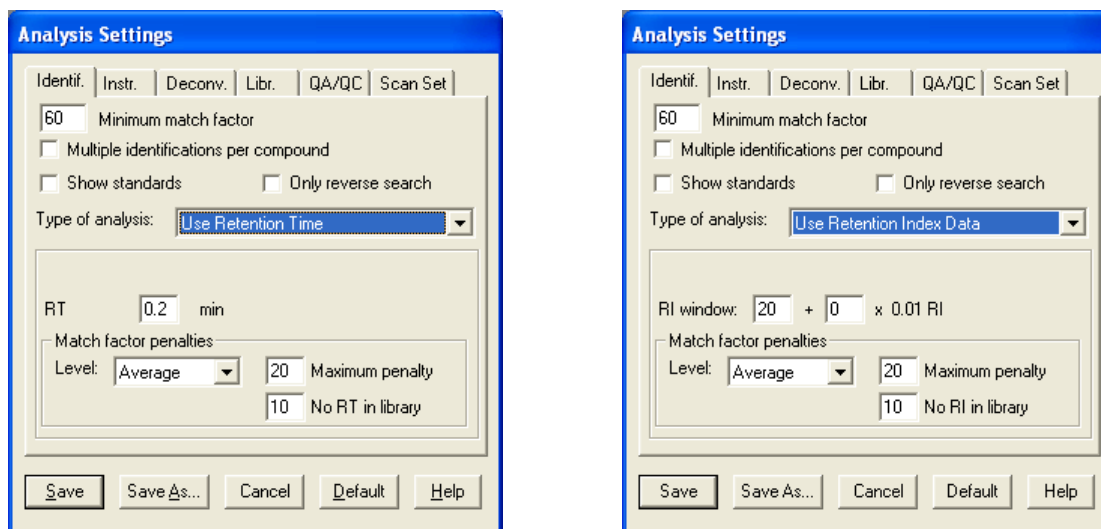 Analysis Settings
Identif. Instr. Deconv. Libr. QA/QC Scan Set
60 Minimum match factor
Multiple identifications per compound
Show standards Only reverse search
Type of analysis: Use Retention Time
RT 0.2 min
Match factor penalties
Level: Average 20 Maximum penalty
10 No RT in library
Save Save As... Cancel Default Help
Analysis Settings
Identif. Instr. Deconv. Libr. QA/QC Scan Set
60 Minimum match factor
Multiple identifications per compound
Show standards Only reverse search
Type of analysis: Use Retention Index Data
RI window: 20 + 0 x 0.01 RI
Match factor penalties
Level: Average 20 Maximum penalty
10 No RI in library
Save Save As... Cancel Default Help